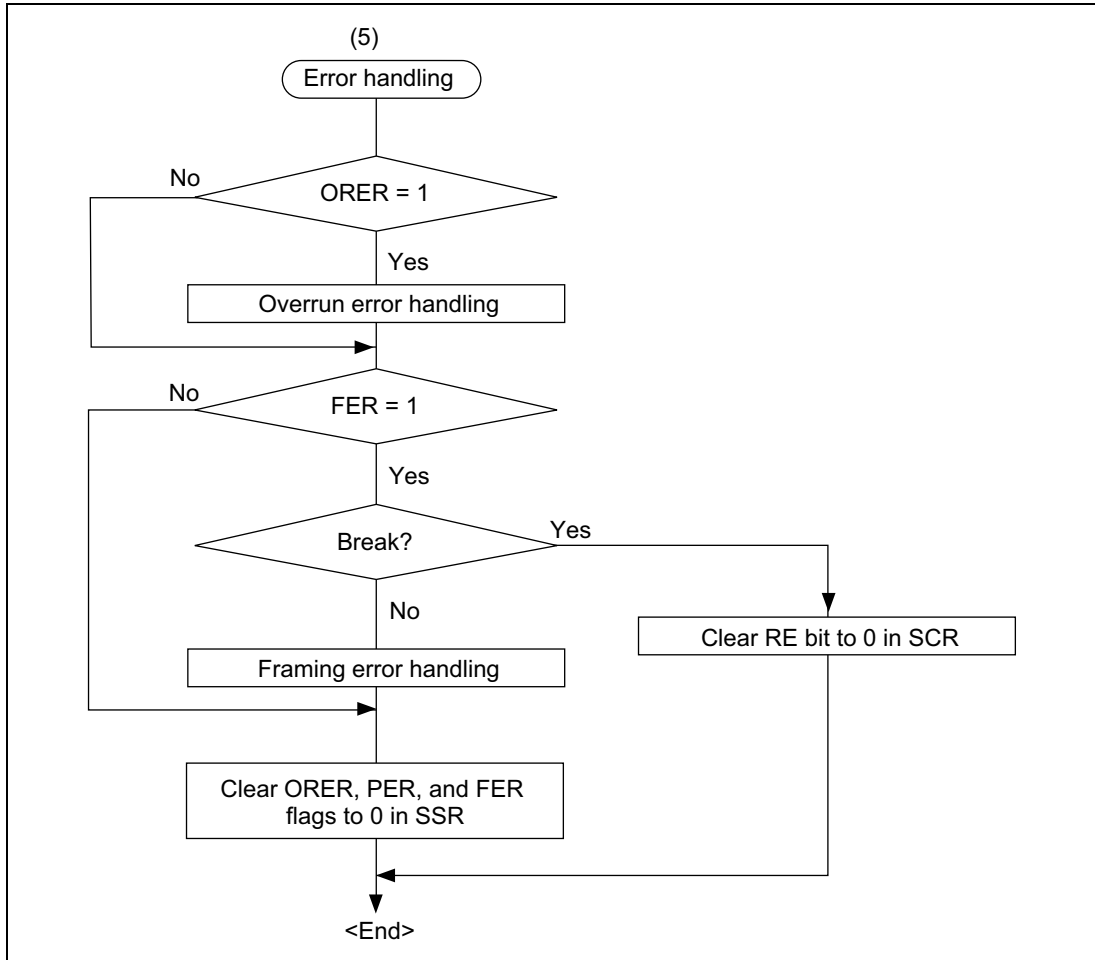 (5)
Error handling
No
ORER = 1
Yes
Overrun error handling
No
FER = 1
Yes
Break?
Yes
No
Clear RE bit to 0 in SCR
Framing error handling
Clear ORER, PER, and FER
flags to 0 in SSR
<End>